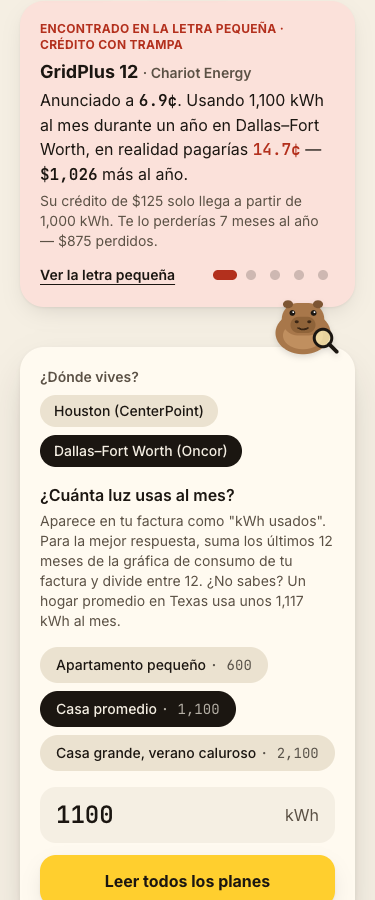 ENCONTRADO EN LA LETRA PEQUEÑA ·
CRÉDITO CON TRAMPA
GridPlus 12 · Chariot Energy
Anunciado a 6.9¢. Usando 1,100 kWh
al mes durante un año en Dallas–Fort
Worth, en realidad pagarías 14.7¢ —
$1,026 más al año.
Su crédito de $125 solo llega a partir de
1,000 kWh. Te lo perderías 7 meses al año
— $875 perdidos.
Ver la letra pequeña
¿Dónde vives?
Houston (CenterPoint)
Dallas–Fort Worth (Oncor)
¿Cuánta luz usas al mes?
Aparece en tu factura como "kWh usados".
Para la mejor respuesta, suma los últimos 12
meses de la gráfica de consumo de tu
factura y divide entre 12. ¿No sabes? Un
hogar promedio en Texas usa unos 1,117
kWh al mes.
Apartamento pequeño · 600
Casa promedio · 1,100
Casa grande, verano caluroso · 2,100
1100 kWh
Leer todos los planes